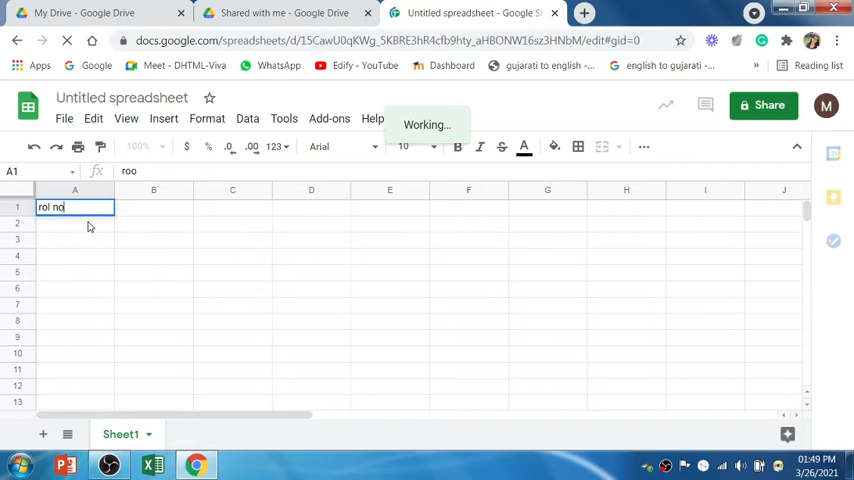 My Drive - Google Drive
Shared with me - Google Drive
Untitled spreadsheet - Google Sh
docs.google.com/spreadsheets/d/15CawU0qKWg_5KBRE3hR4cfb9hty_aHBONW16sz3HNbM/edit#gid=0
Apps
Google
Meet - DHTML-Viva
WhatsApp
Edify - YouTube
Dashboard
gujarati to english -...
english to gujarati -...
Reading list
Untitled spreadsheet
File Edit View Insert Format Data Tools Add-ons Help
Working...
Share
M
100% $ % .0 .00 123 Arial 10 B I S A
A1 fx roo
A B C D E F G H I J
1 rol no
2
3
4
5
6
7
8
9
10
11
12
13
Sheet1
01:49 PM
3/26/2021